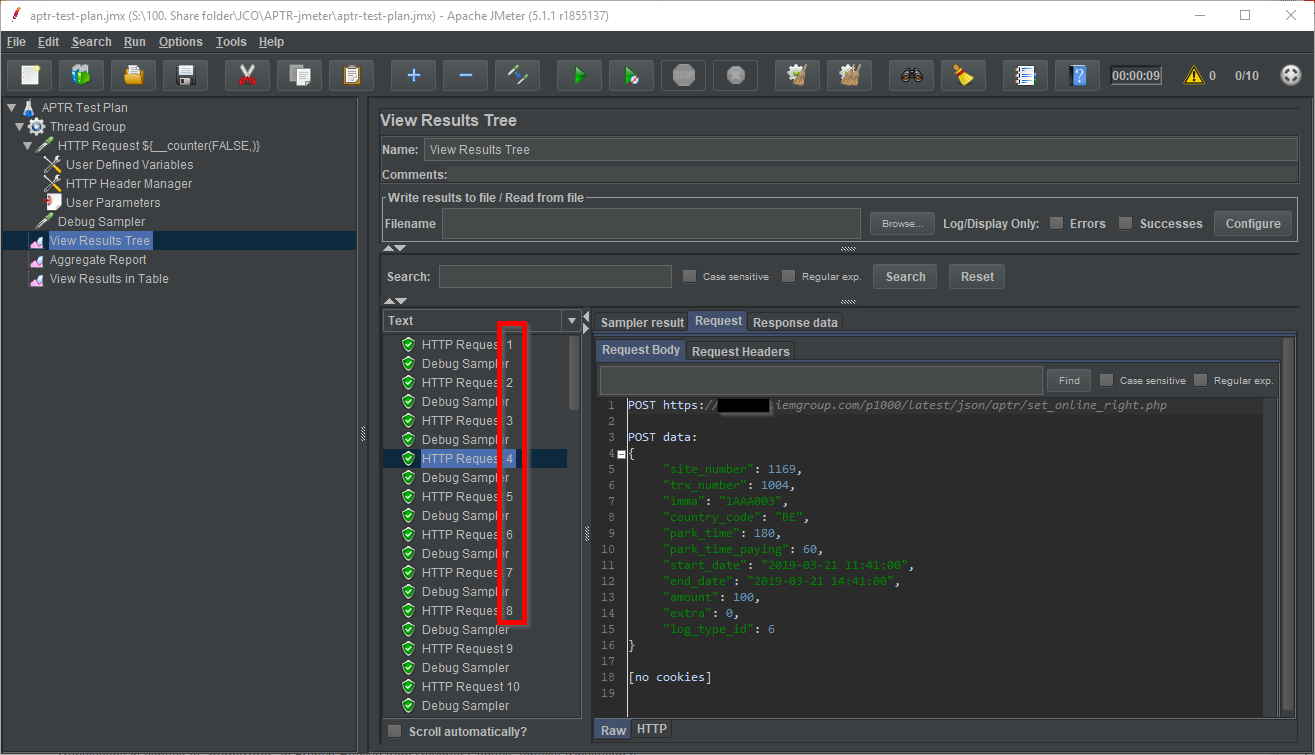 aptr-test-plan.jmx (S:\100. Share folder\JCO\APTR-jmeter\aptr-test-plan.jmx) - Apache JMeter (5.1.1 r1855137)
File Edit Search Run Options Tools Help
STOP 00:00:09 0 0/10
APTR Test Plan
Thread Group
HTTP Request ${__counter(FALSE,)}
User Defined Variables
HTTP Header Manager
User Parameters
Debug Sampler
View Results Tree
Aggregate Report
View Results in Table
View Results Tree
Name: View Results Tree
Comments:
Write results to file / Read from file
Filename Browse... Log/Display Only: Errors Successes Configure
Search: Case sensitive Regular exp. Search Reset
Text
HTTP Request 1
Debug Sampler
HTTP Request 2
Debug Sampler
HTTP Request 3
Debug Sampler
HTTP Request 4
Debug Sampler
HTTP Request 5
Debug Sampler
HTTP Request 6
Debug Sampler
HTTP Request 7
Debug Sampler
HTTP Request 8
Debug Sampler
HTTP Request 9
Debug Sampler
HTTP Request 10
Debug Sampler
Scroll automatically?
Sampler result Request Response data
Request Body Request Headers
Find Case sensitive Regular exp.
1 POST https:// .iemgroup.com/p1000/latest/json/aptr/set_online_right.php
2
3 POST data:
4 {
5 "site_number": 1169,
6 "trx_number": 1004,
7 "imma": "1AAA003",
8 "country_code": "BE",
9 "park_time": 180,
10 "park_time_paying": 60,
11 "start_date": "2019-03-21 11:41:00",
12 "end_date": "2019-03-21 14:41:00",
13 "amount": 100,
14 "extra": 0,
15 "log_type_id": 6
16 }
17
18 [no cookies]
19
Raw HTTP